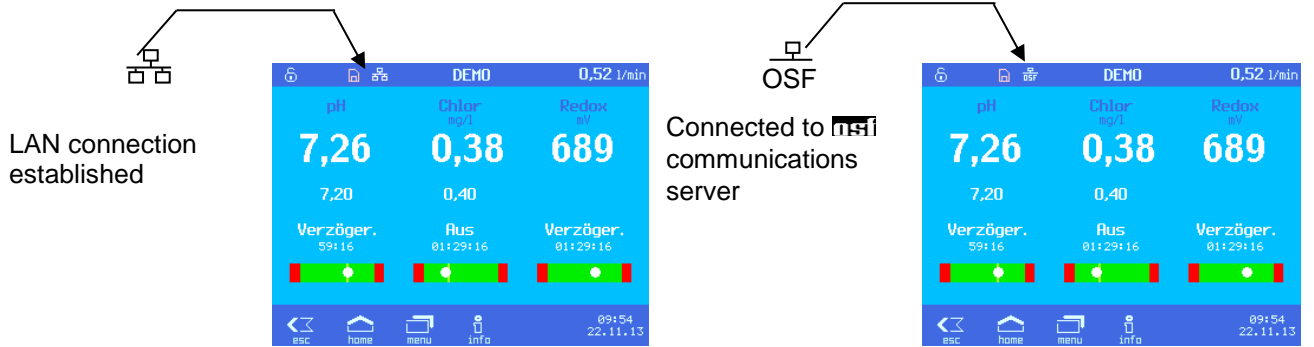 LAN connection
established
DEMO
0,52 l/min
pH
Chlor
Redox
mg/l
mV
7,26
0,38
689
7,20
0,40
Verzöger.
Aus
Verzöger.
59:16
01:29:16
01:29:16
esc
home
menu
info
09:54
22.11.13
OSF
Connected to osf
communications
server
OSF
DEMO
0,52 l/min
pH
Chlor
Redox
mg/l
mV
7,26
0,38
689
7,20
0,40
Verzöger.
Aus
Verzöger.
59:16
01:29:16
01:29:16
esc
home
menu
info
09:54
22.11.13